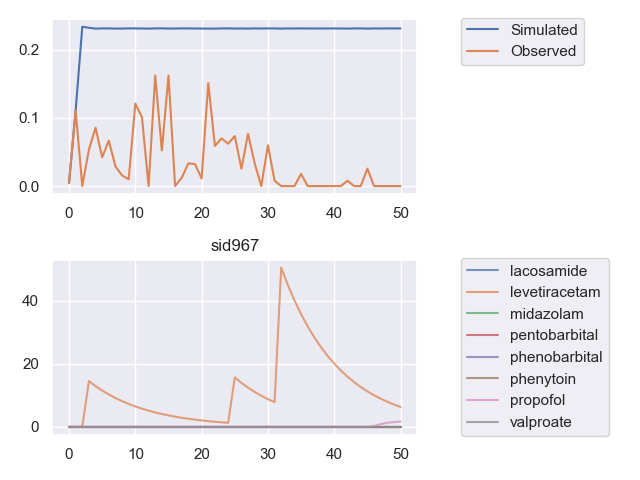 Simulated
Observed
0.2
0.1
0.0
0 10 20 30 40 50
sid967
lacosamide
levetiracetam
midazolam
pentobarbital
phenobarbital
phenytoin
propofol
valproate
40
20
0
0 10 20 30 40 50